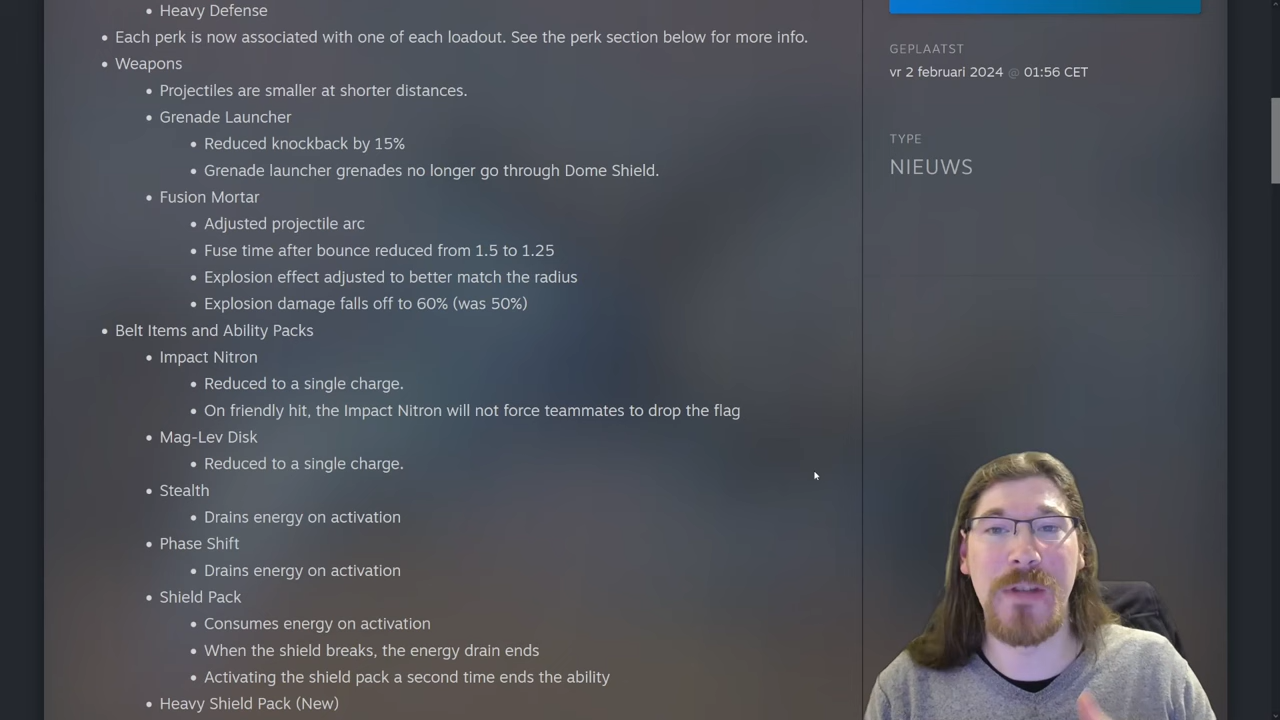 Heavy Defense
Each perk is now associated with one of each loadout. See the perk section below for more info.
Weapons
Projectiles are smaller at shorter distances.
Grenade Launcher
Reduced knockback by 15%
Grenade launcher grenades no longer go through Dome Shield.
Fusion Mortar
Adjusted projectile arc
Fuse time after bounce reduced from 1.5 to 1.25
Explosion effect adjusted to better match the radius
Explosion damage falls off to 60% (was 50%)
Belt Items and Ability Packs
Impact Nitron
Reduced to a single charge.
On friendly hit, the Impact Nitron will not force teammates to drop the flag
Mag-Lev Disk
Reduced to a single charge.
Stealth
Drains energy on activation
Phase Shift
Drains energy on activation
Shield Pack
Consumes energy on activation
When the shield breaks, the energy drain ends
Activating the shield pack a second time ends the ability
Heavy Shield Pack (New)
GEPLAATST
vr 2 februari 2024 @ 01:56 CET
TYPE
NIEUWS